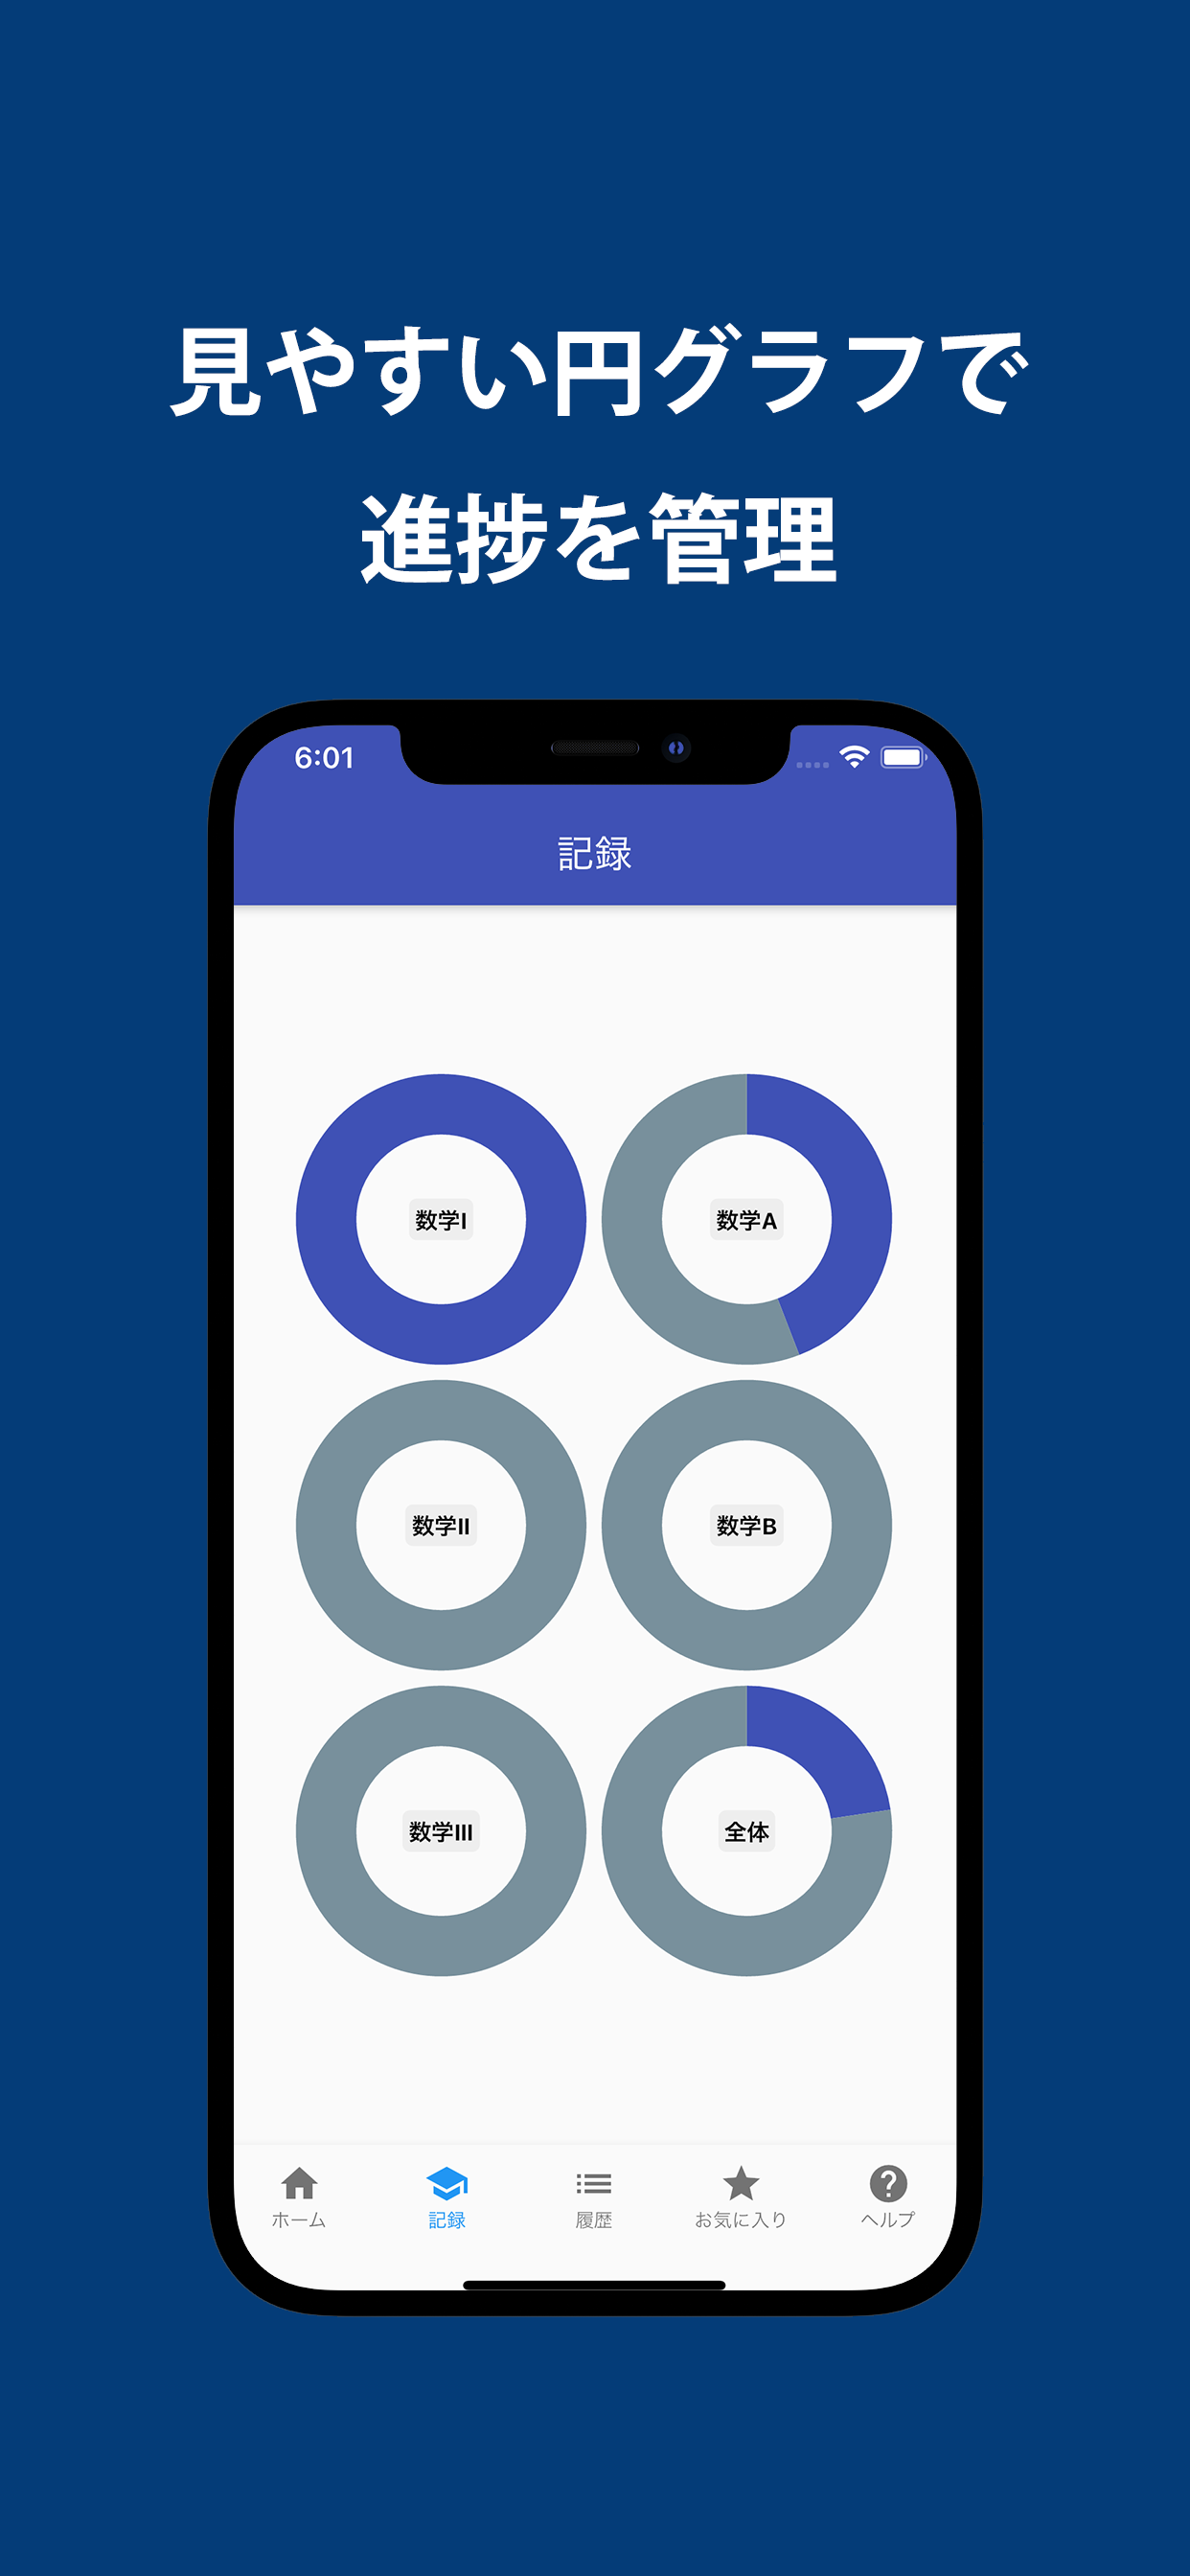 見やすい円グラフで
進捗を管理
6:01
記録
数学I
数学A
数学II
数学B
数学III
全体
ホーム
記録
履歴
お気に入り
ヘルプ